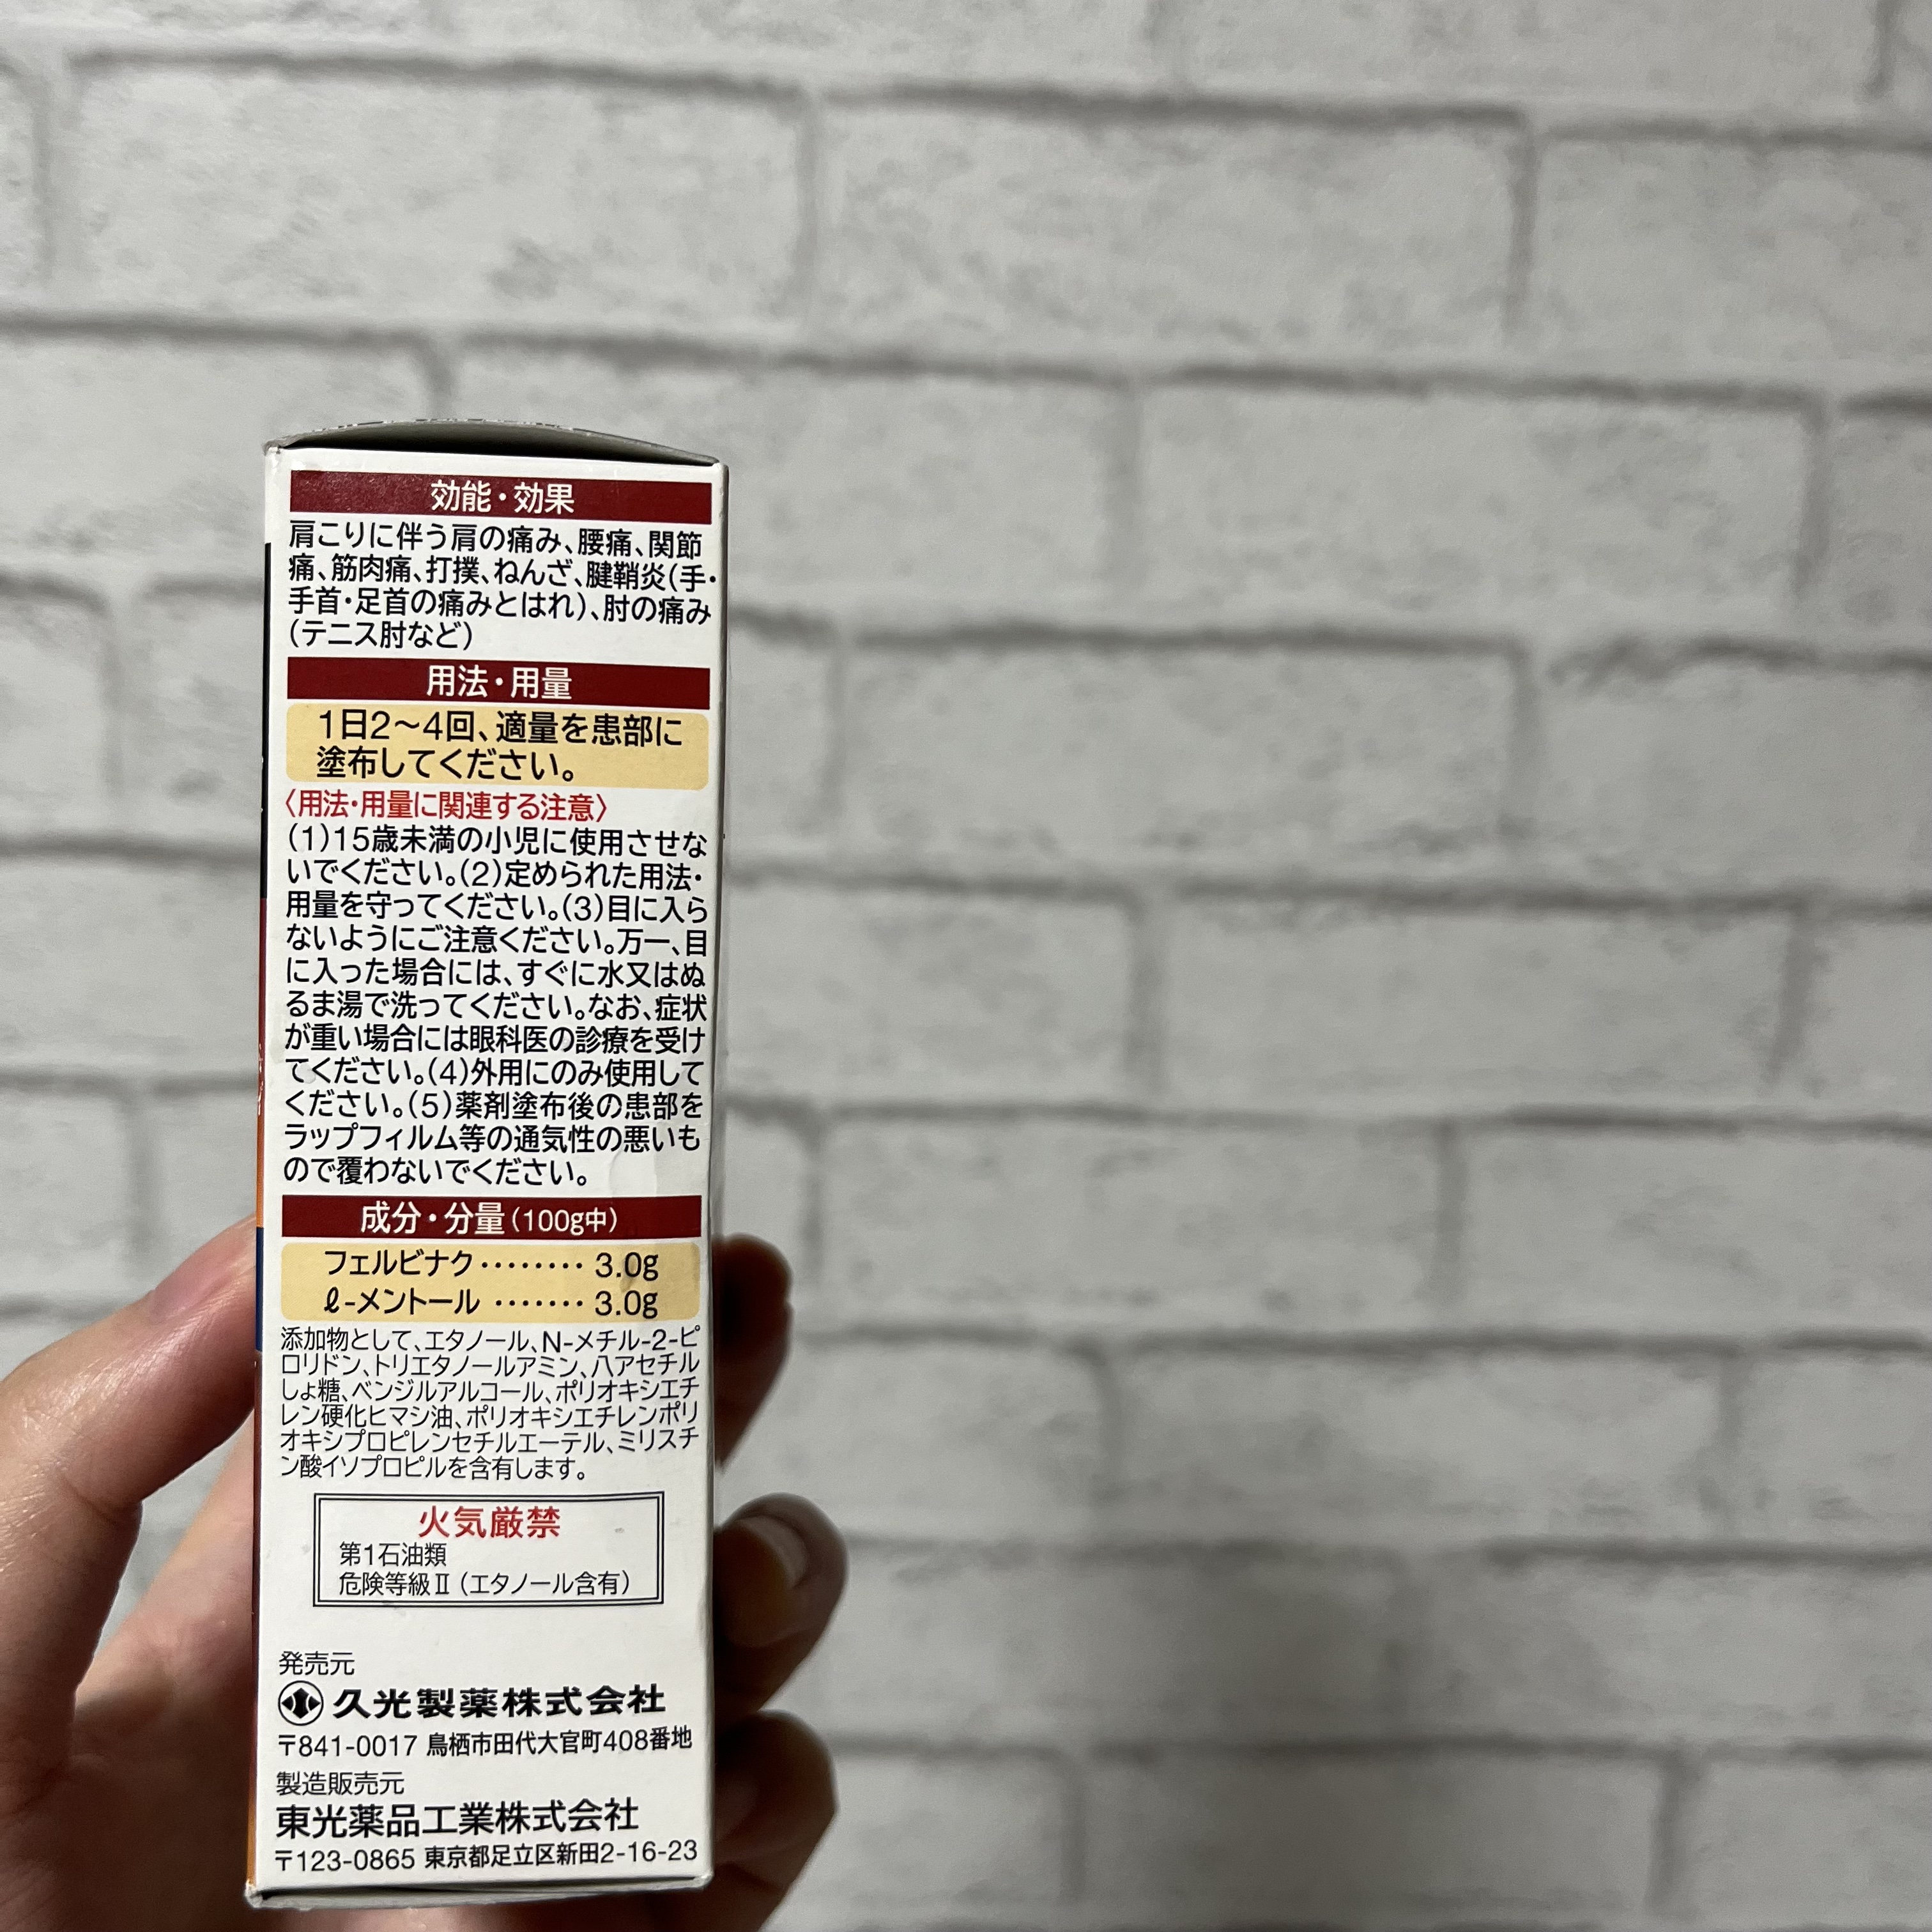 効能・効果
肩こりに伴う肩の痛み、腰痛、関節
痛、筋肉痛、打撲、ねんざ、腱鞘炎(手・
手首・足首の痛みとはれ)、肘の痛み
(テニス肘など)
用法・用量
1日2〜4回、適量を患部に
塗布してください。
〈用法・用量に関連する注意〉
(1)15歳未満の小児に使用させな
いでください。(2)定められた用法・
用量を守ってください。(3)目に入ら
ないようにご注意ください。万一、目
に入った場合には、すぐに水又はぬ
るま湯で洗ってください。なお、症状
が重い場合には眼科医の診療を受け
てください。(4)外用にのみ使用して
ください。(5)薬剤塗布後の患部を
ラップフィルム等の通気性の悪いも
ので覆わないでください。
成分・分量(100g中)
フェルビナク········ 3.0g
ℓ-メントール ······· 3.0g
添加物として、エタノール、N-メチル-2-ピ
ロリドン、トリエタノールアミン、八アセチル
しょ糖、ベンジルアルコール、ポリオキシエチ
レン硬化ヒマシ油、ポリオキシエチレンポリ
オキシプロピレンセチルエーテル、ミリスチ
ン酸イソプロピルを含有します。
火気厳禁
第1石油類
危険等級Ⅱ(エタノール含有)
発売元
久光製薬株式会社
〒841-0017 鳥栖市田代大官町408番地
製造販売元
東光薬品工業株式会社
〒123-0865 東京都足立区新田2-16-23